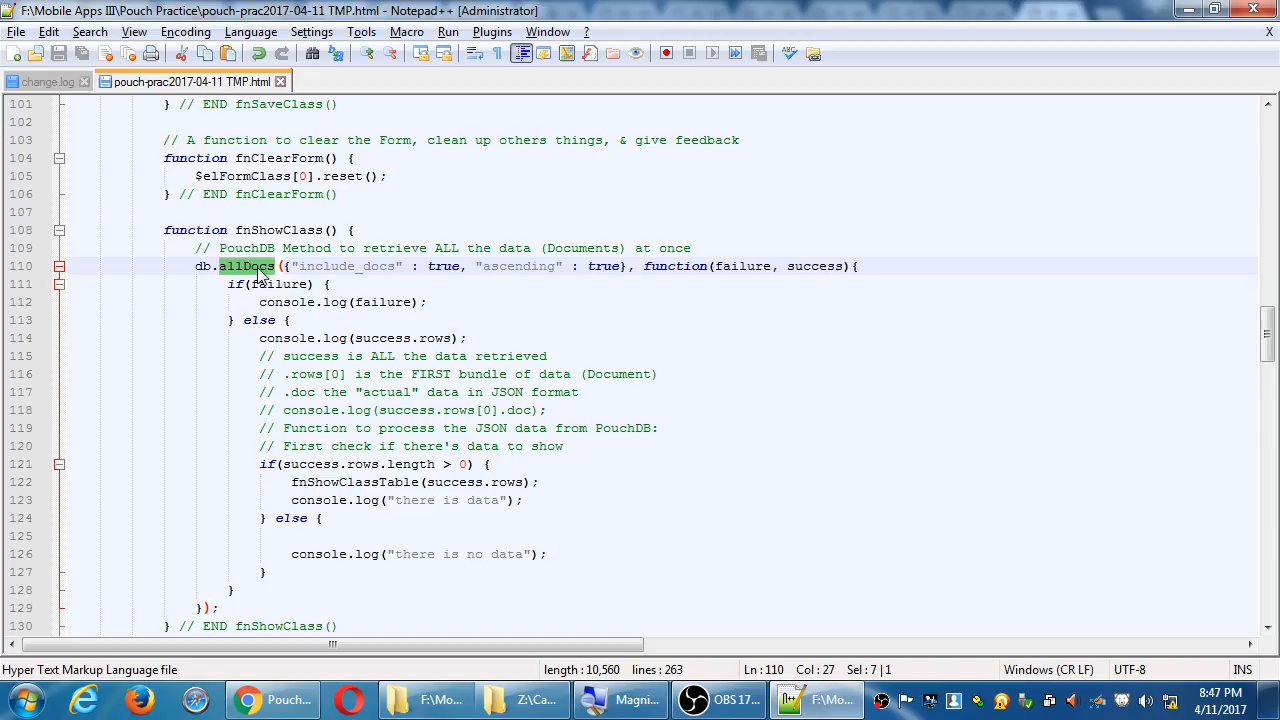 F:\Mobile Apps III\Pouch Practice\pouch-prac2017-04-11 TMP.html - Notepad++ [Administrator]
File Edit Search View Encoding Language Settings Tools Macro Run Plugins Window ? X
change.log pouch-prac2017-04-11 TMP.html
101 } // END fnSaveClass()
102
103 // A function to clear the Form, clean up others things, & give feedback
104 function fnClearForm() {
105 $elFormClass[0].reset();
106 } // END fnClearForm()
107
108 function fnShowClass() {
109 // PouchDB Method to retrieve ALL the data (Documents) at once
110 db.allDocs({"include_docs" : true, "ascending" : true}, function(failure, success){
111 if(failure) {
112 console.log(failure);
113 } else {
114 console.log(success.rows);
115 // success is ALL the data retrieved
116 // .rows[0] is the FIRST bundle of data (Document)
117 // .doc the "actual" data in JSON format
118 // console.log(success.rows[0].doc);
119 // Function to process the JSON data from PouchDB:
120 // First check if there's data to show
121 if(success.rows.length > 0) {
122 fnShowClassTable(success.rows);
123 console.log("there is data");
124 } else {
125
126 console.log("there is no data");
127 }
128 }
129 });
130 } // END fnShowClass()
Hyper Text Markup Language file length : 10,560 lines : 263 Ln : 110 Col : 27 Sel : 7 | 1 Windows (CR LF) UTF-8 INS
Pouch... F:\Mo... Z:\Ca... Magni... OBS 17... F:\Mo... 8:47 PM
4/11/2017